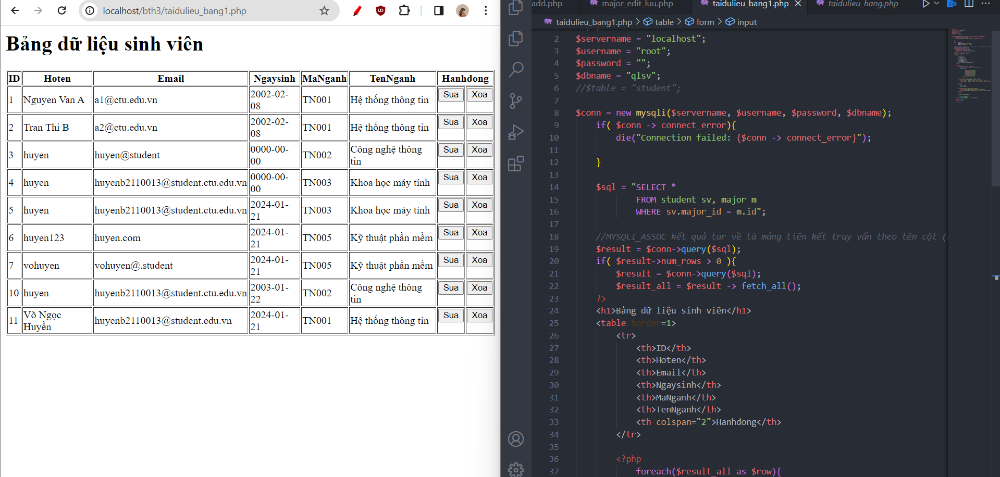 localhost/bth3/taidulieu_bang1.php
Bảng dữ liệu sinh viên
ID Hoten Email Ngaysinh MaNganh TenNganh Hanhdong
1 Nguyen Van A a1@ctu.edu.vn 2002-02-08 TN001 Hệ thống thông tin Sua Xoa
2 Tran Thi B a2@ctu.edu.vn 2002-02-08 TN001 Hệ thống thông tin Sua Xoa
3 huyen huyen@student 0000-00-00 TN002 Công nghệ thông tin Sua Xoa
4 huyen huyenb2110013@student.ctu.edu.vn 0000-00-00 TN003 Khoa học máy tính Sua Xoa
5 huyen huyenb2110013@student.ctu.edu.vn 2024-01-21 TN003 Khoa học máy tính Sua Xoa
6 huyen123 huyen.com 2024-01-21 TN005 Kỹ thuật phần mềm Sua Xoa
7 vohuyen vohuyen@.student 2024-01-21 TN005 Kỹ thuật phần mềm Sua Xoa
10 huyen huyenb2110013@student.ctu.edu.vn 2003-01-22 TN002 Công nghệ thông tin Sua Xoa
11 Võ Ngọc Huyền huyenb2110013@student.edu.vn 2024-01-21 TN001 Hệ thống thông tin Sua Xoa
add.php major_edit_luu.php taidulieu_bang1.php taidulieu_bang.php
taidulieu_bang1.php > table > form > input
2 $servername = "localhost";
3 $username = "root";
4 $password = "";
5 $dbname = "qlsv";
6 //$table = "student";
7
8 $conn = new mysqli($servername, $username, $password, $dbname);
9 if( $conn -> connect_error){
10 die("Connection failed: {$conn -> connect_error}");
11
12 }
13
14 $sql = "SELECT *
15 FROM student sv, major m
16 WHERE sv.major_id = m.id";
17
18 //MYSQLI_ASSOC kết quả tar về là mảng liên kết truy vấn theo tên cột (
19 $result = $conn->query($sql);
20 if( $result->num_rows > 0 ){
21 $result = $conn->query($sql);
22 $result_all = $result -> fetch_all();
23 ?>
24 <h1>Bảng dữ liệu sinh viên</h1>
25 <table border=1>
26 <tr>
27 <th>ID</th>
28 <th>Hoten</th>
29 <th>Email</th>
30 <th>Ngaysinh</th>
31 <th>MaNganh</th>
32 <th>TenNganh</th>
33 <th colspan="2">Hanhdong</th>
34 </tr>
35
36 <?php
37 foreach($result_all as $row){